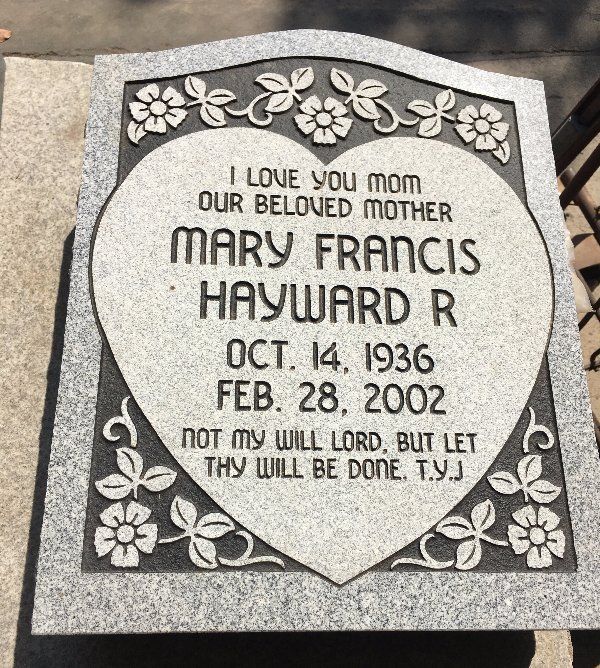 I LOVE YOU MOM
OUR BELOVED MOTHER
MARY FRANCIS
HAYWARD R
OCT. 14, 1936
FEB. 28, 2002
NOT MY WILL LORD, BUT LET
THY WILL BE DONE. T.Y.J